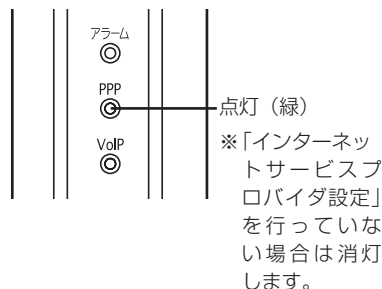 アラーム
PPP
VoIP
点灯（緑）
※「インターネッ
トサービスプ
ロバイダ設定」
を行っていな
い場合は消灯
します。